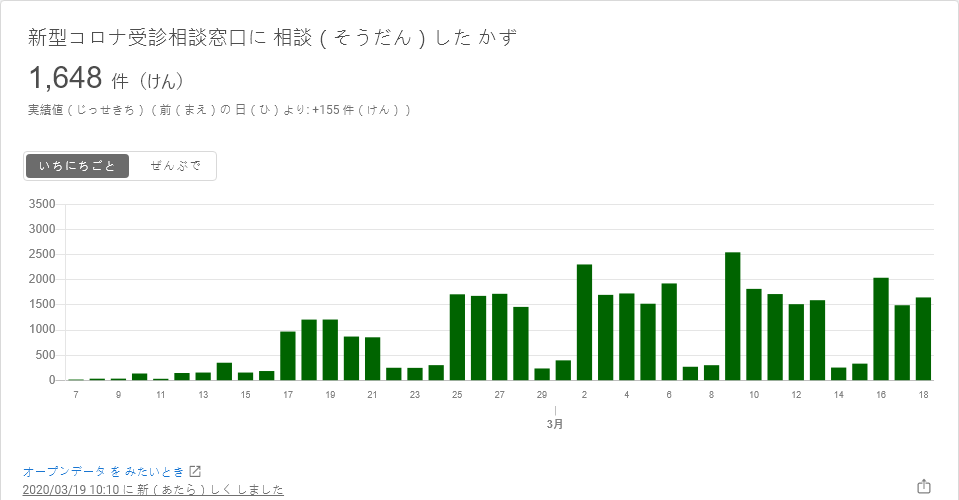 新型コロナ受診相談窓口に 相談 ( そうだん ) した かず
1,648 件（けん）
実績値 ( じっせきち ) （ 前 ( まえ ) の 日 ( ひ ) より: +155 件 ( けん ) ）
いちにちごと ぜんぶで
3500
3000
2500
2000
1500
1000
500
0
7 9 11 13 15 17 19 21 23 25 27 29 2 4 6 8 10 12 14 16 18
3月
オープンデータ を みたいとき
2020/03/19 10:10 に 新 ( あたら ) しく しました